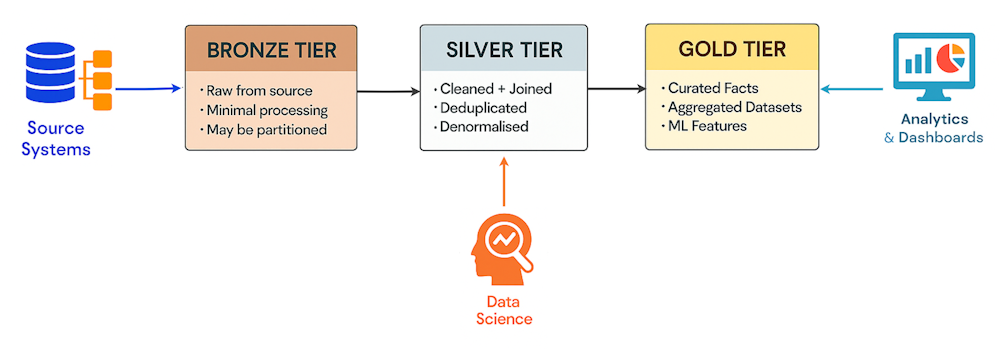 Source
Systems
BRONZE TIER
• Raw from source
• Minimal processing
• May be partitioned
SILVER TIER
• Cleaned + Joined
• Deduplicated
• Denormalised
GOLD TIER
• Curated Facts
• Aggregated Datasets
• ML Features
Analytics
& Dashboards
Data
Science